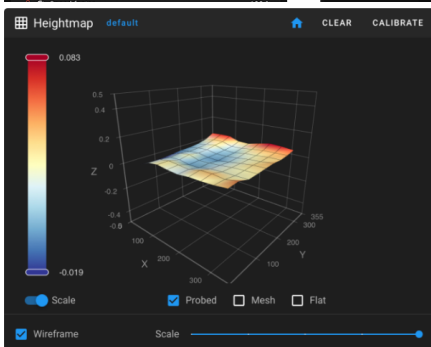 Heightmap default CLEAR CALIBRATE
0.083
0.5
0.4
0.2
0
-0.2
-0.4
Z
100
200
300
X
100
200
300
355
Y
-0.019
Scale Probed Mesh Flat
Wireframe Scale